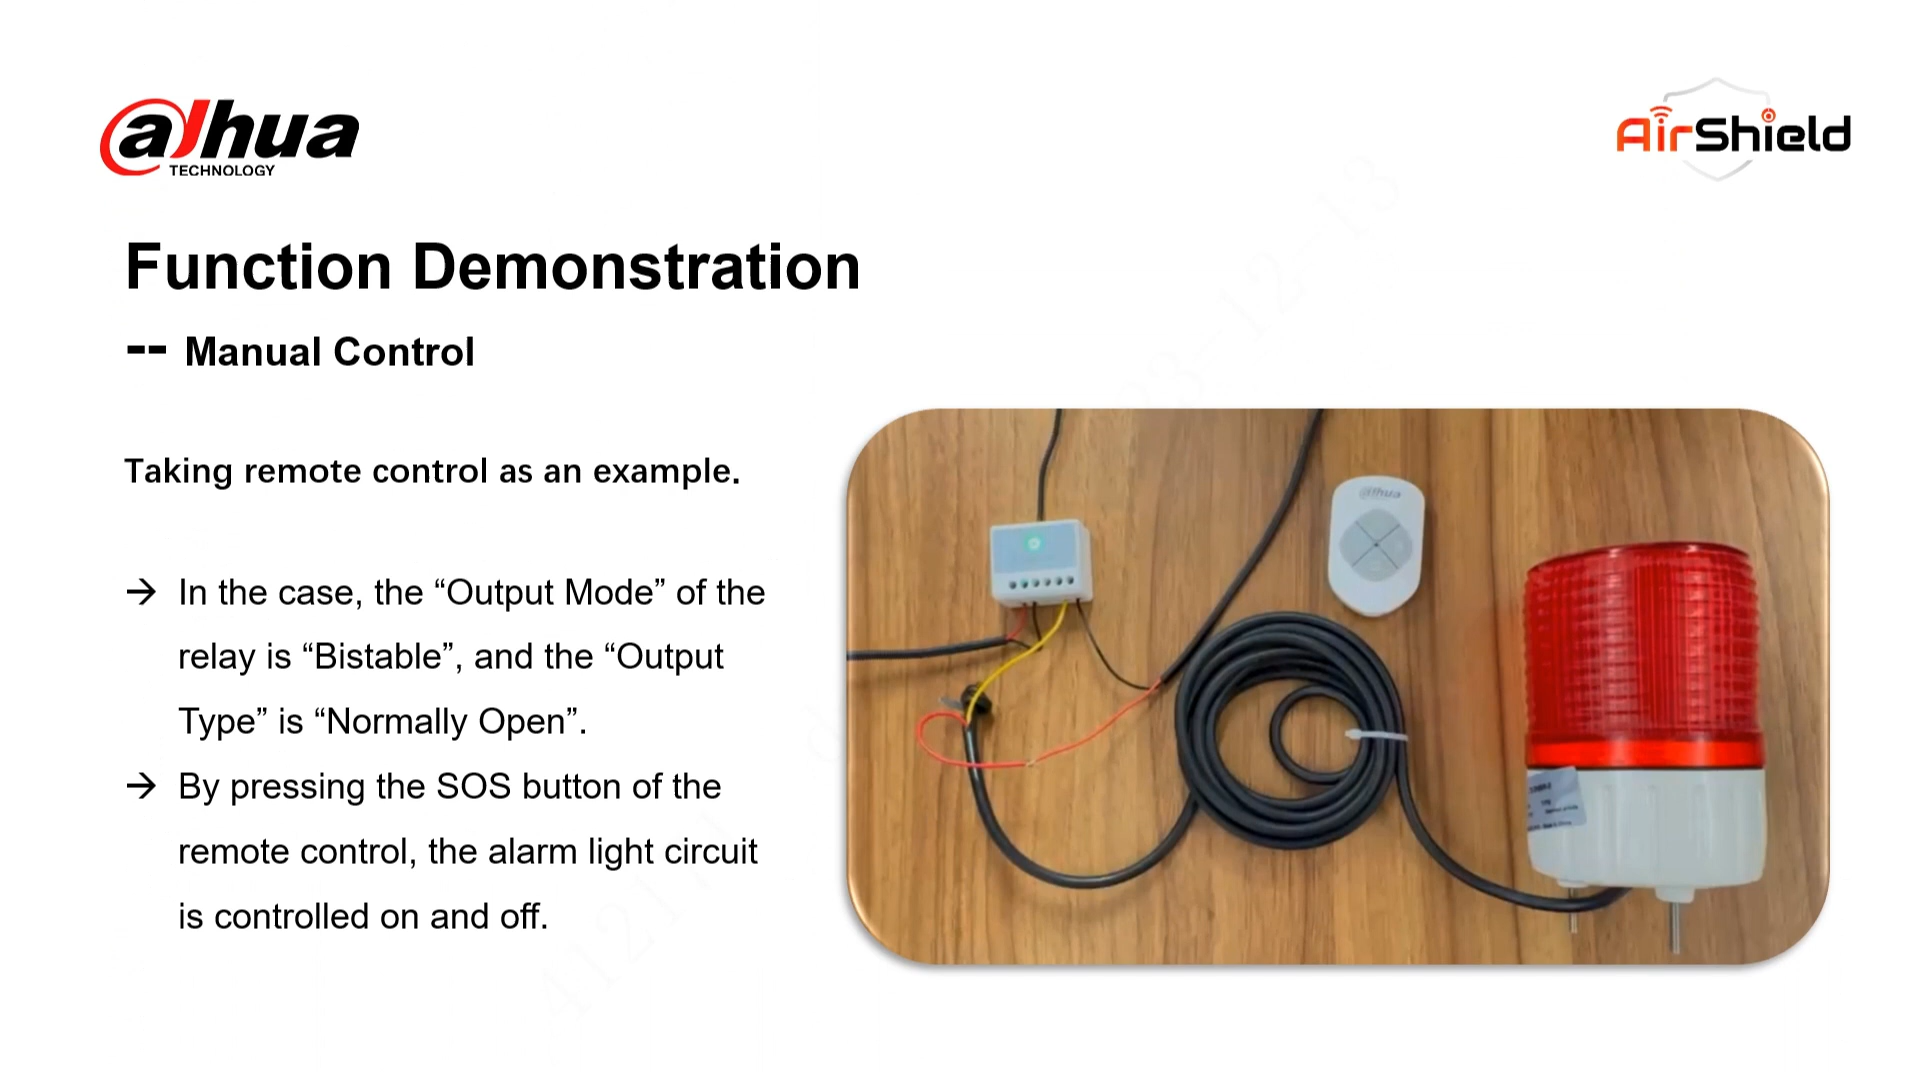 alhua
TECHNOLOGY
AirShield
Function Demonstration
-- Manual Control
Taking remote control as an example.
→ In the case, the “Output Mode” of the
relay is “Bistable”, and the “Output
Type” is “Normally Open”.
→ By pressing the SOS button of the
remote control, the alarm light circuit
is controlled on and off.
alhua